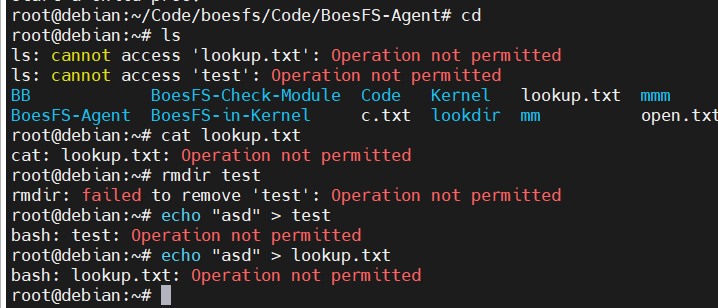 root@debian:~/Code/boesfs/Code/BoesFS-Agent# cd
root@debian:~# ls
ls: cannot access 'lookup.txt': Operation not permitted
ls: cannot access 'test': Operation not permitted
BB BoesFS-Check-Module Code Kernel lookup.txt mmm
BoesFS-Agent BoesFS-in-Kernel c.txt lookdir mm open.txt
root@debian:~# cat lookup.txt
cat: lookup.txt: Operation not permitted
root@debian:~# rmdir test
rmdir: failed to remove 'test': Operation not permitted
root@debian:~# echo "asd" > test
bash: test: Operation not permitted
root@debian:~# echo "asd" > lookup.txt
bash: lookup.txt: Operation not permitted
root@debian:~#